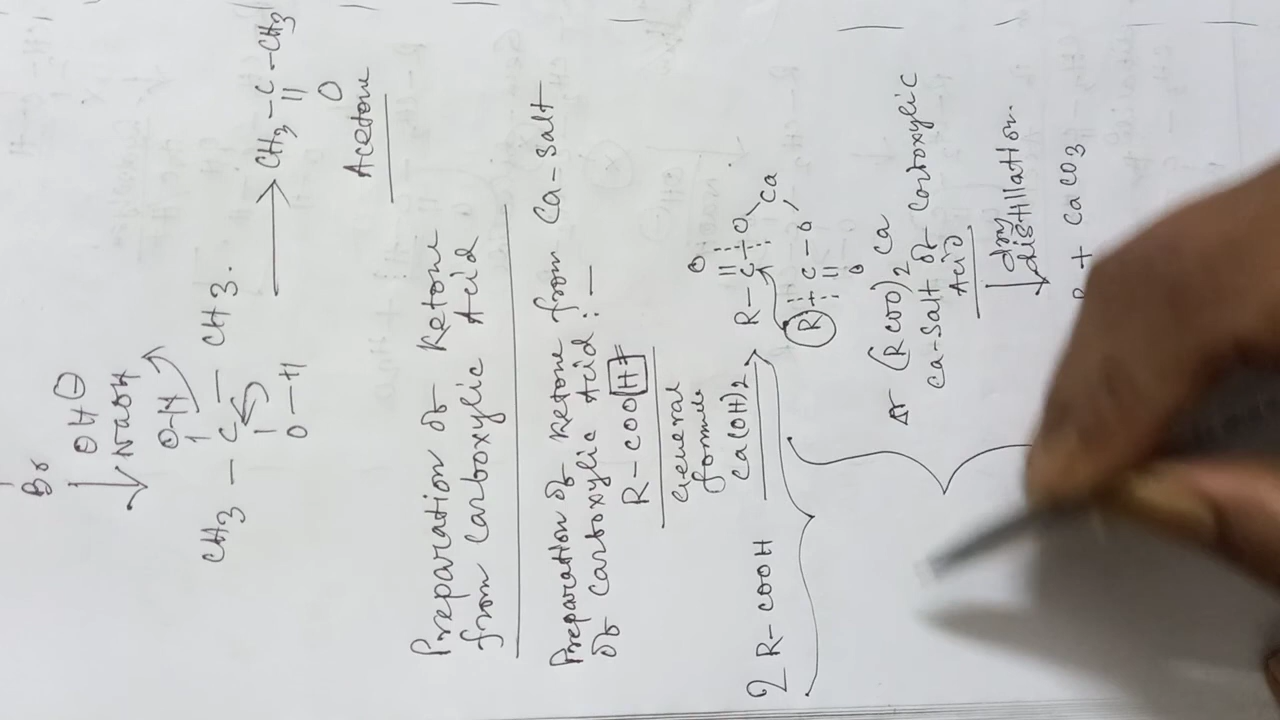 Br
OH⊖
NaOH
O-H
CH3 — C — CH3. ⟶ CH3-C-CH3
O-H
O
Acetone
Preparation of Ketone
from carboxylic Acid
Preparation of Ketone from Ca-salt
of carboxylic Acid :-
R-COOH
General
formula
2 R-COOH Ca(OH)2 R-C-O
O
Ca
R-C-O
O
Δr (RCOO)2 Ca
Ca-salt of carboxylic
Acid
dry
distillation.
+ CaCO3